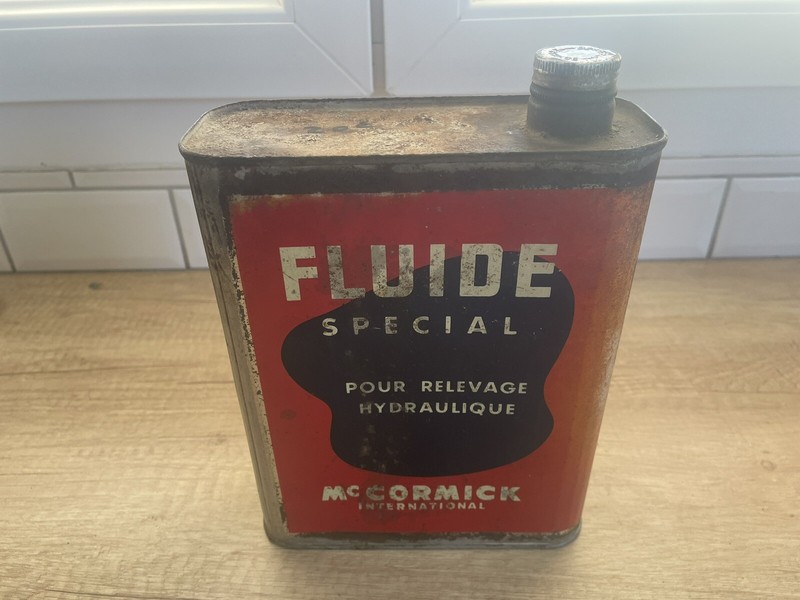 FLUIDE
SPECIAL
POUR RELEVAGE
HYDRAULIQUE
McCORMICK
INTERNATIONAL